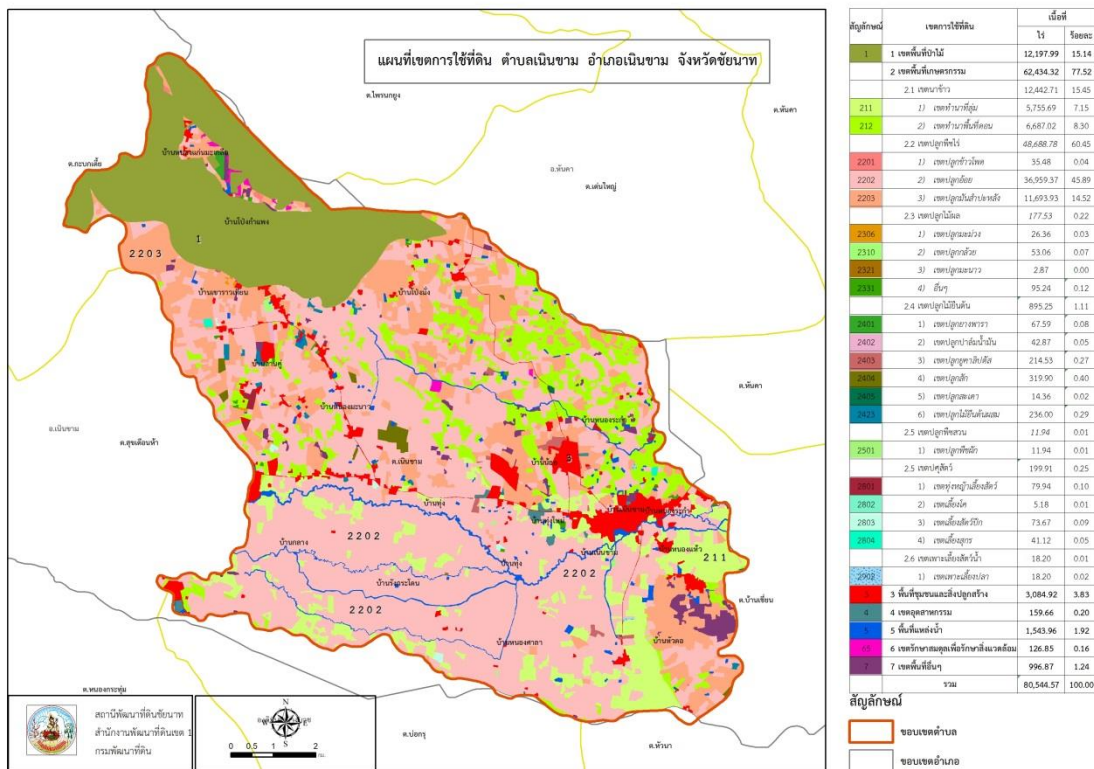 แผนที่เขตการใช้ที่ดิน ตำบลเนินขาม อำเภอเนินขาม จังหวัดชัยนาท
ต.ไพรนกยูง
ต.หันคา
ต.กะบกเตี้ย
อ.หันคา
ต.เด่นใหญ่
บ้านโป่งกำแพง
1
2203
บ้านเขาราวเทียน
ต.หันคา
อ.เนินขาม
ต.สุขเดือนห้า
บ้านหนองมะนาว
บ้านหนองระกำ
ต.เนินขาม
3
บ้านทุ่ง
2202
บ้านกลาง
บ้านทุ่ง
บ้านเนินขาม
2202
211
2202
บ้านหนองศาลา
ต.บ้านเชี่ยน
ต.หนองกระทุ่ม
ต.บ่อกรุ
ต.หัวนา
สถานีพัฒนาที่ดินชัยนาท
สำนักงานพัฒนาที่ดินเขต 1
กรมพัฒนาที่ดิน
N
W E
S
0 0.5 1 2
กม.
สัญลักษณ์ เขตการใช้ที่ดิน เนื้อที่
ไร่ ร้อยละ
1 1 เขตพื้นที่ป่าไม้ 12,197.99 15.14
2 เขตพื้นที่เกษตรกรรม 62,434.32 77.52
2.1 เขตนาข้าว 12,442.71 15.45
211 1) เขตทำนาที่ลุ่ม 5,755.69 7.15
212 2) เขตทำนาพื้นที่ดอน 6,687.02 8.30
2.2 เขตปลูกพืชไร่ 48,688.78 60.45
2201 1) เขตปลูกข้าวโพด 35.48 0.04
2202 2) เขตปลูกอ้อย 36,959.37 45.89
2203 3) เขตปลูกมันสำปะหลัง 11,693.93 14.52
2.3 เขตปลูกไม้ผล 177.53 0.22
2306 1) เขตปลูกมะม่วง 26.36 0.03
2310 2) เขตปลูกกล้วย 53.06 0.07
2321 3) เขตปลูกมะนาว 2.87 0.00
2331 4) อื่นๆ 95.24 0.12
2.4 เขตปลูกไม้ยืนต้น 895.25 1.11
2401 1) เขตปลูกยางพารา 67.59 0.08
2402 2) เขตปลูกปาล์มน้ำมัน 42.87 0.05
2403 3) เขตปลูกยูคาลิปตัส 214.53 0.27
2404 4) เขตปลูกสัก 319.90 0.40
2405 5) เขตปลูกสะเดา 14.36 0.02
2423 6) เขตปลูกไม้ยืนต้นผสม 236.00 0.29
2.5 เขตปลูกพืชสวน 11.94 0.01
2501 1) เขตปลูกพืชผัก 11.94 0.01
2.5 เขตปศุสัตว์ 199.91 0.25
2801 1) เขตทุ่งหญ้าเลี้ยงสัตว์ 79.94 0.10
2802 2) เขตเลี้ยงโค 5.18 0.01
2803 3) เขตเลี้ยงสัตว์ปีก 73.67 0.09
2804 4) เขตเลี้ยงสุกร 41.12 0.05
2.6 เขตเพาะเลี้ยงสัตว์น้ำ 18.20 0.01
2902 1) เขตเพาะเลี้ยงปลา 18.20 0.02
3 3 พื้นที่ชุมชนและสิ่งปลูกสร้าง 3,084.92 3.83
4 4 เขตอุตสาหกรรม 159.66 0.20
5 5 พื้นที่แหล่งน้ำ 1,543.96 1.92
6 เขตรักษาสมดุลเพื่อรักษาสิ่งแวดล้อม 126.85 0.16
7 7 เขตพื้นที่อื่นๆ 996.87 1.24
รวม 80,544.57 100.00
สัญลักษณ์
ขอบเขตตำบล
ขอบเขตอำเภอ